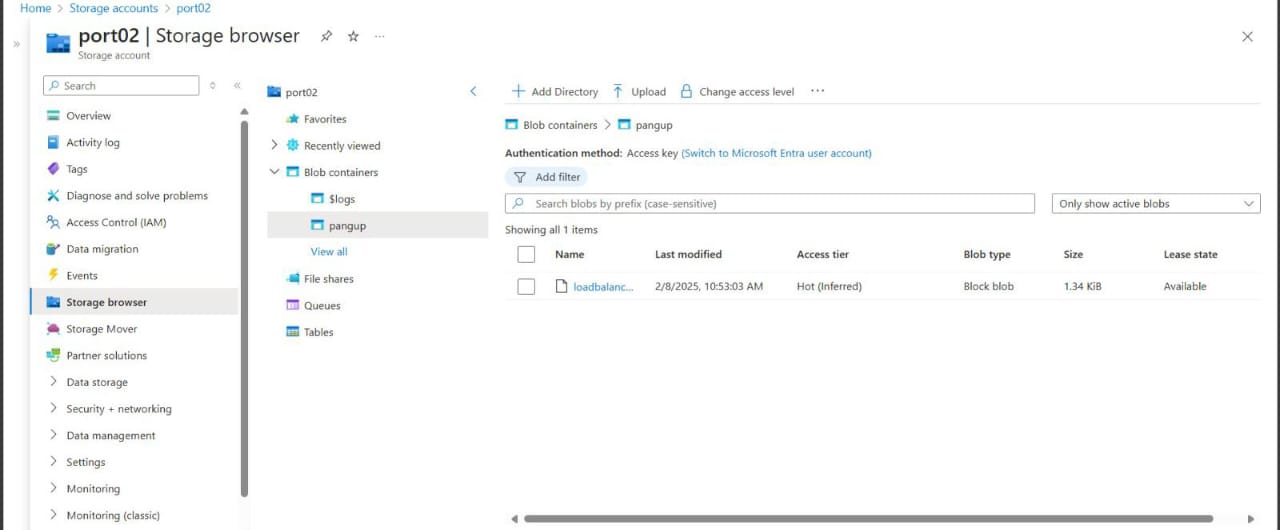 Home > Storage accounts > port02
port02 | Storage browser
Storage account
Search
Overview
Activity log
Tags
Diagnose and solve problems
Access Control (IAM)
Data migration
Events
Storage browser
Storage Mover
Partner solutions
Data storage
Security + networking
Data management
Settings
Monitoring
Monitoring (classic)
port02
Favorites
Recently viewed
Blob containers
$logs
pangup
View all
File shares
Queues
Tables
Add Directory Upload Change access level
Blob containers > pangup
Authentication method: Access key (Switch to Microsoft Entra user account)
Add filter
Search blobs by prefix (case-sensitive) Only show active blobs
Showing all 1 items
Name Last modified Access tier Blob type Size Lease state
loadbalanc... 2/8/2025, 10:53:03 AM Hot (Inferred) Block blob 1.34 KiB Available